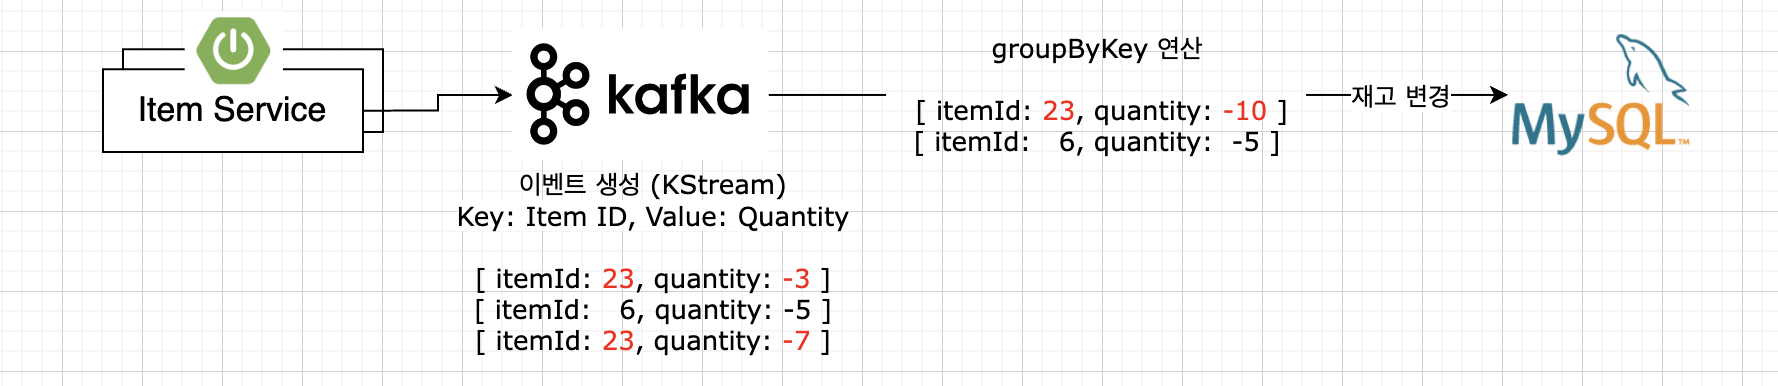 Item Service
kafka
이벤트 생성 (KStream)
Key: Item ID, Value: Quantity
[ itemId: 23, quantity: -3 ]
[ itemId: 6, quantity: -5 ]
[ itemId: 23, quantity: -7 ]
groupByKey 연산
[ itemId: 23, quantity: -10 ]
[ itemId: 6, quantity: -5 ]
재고 변경
MySQL™